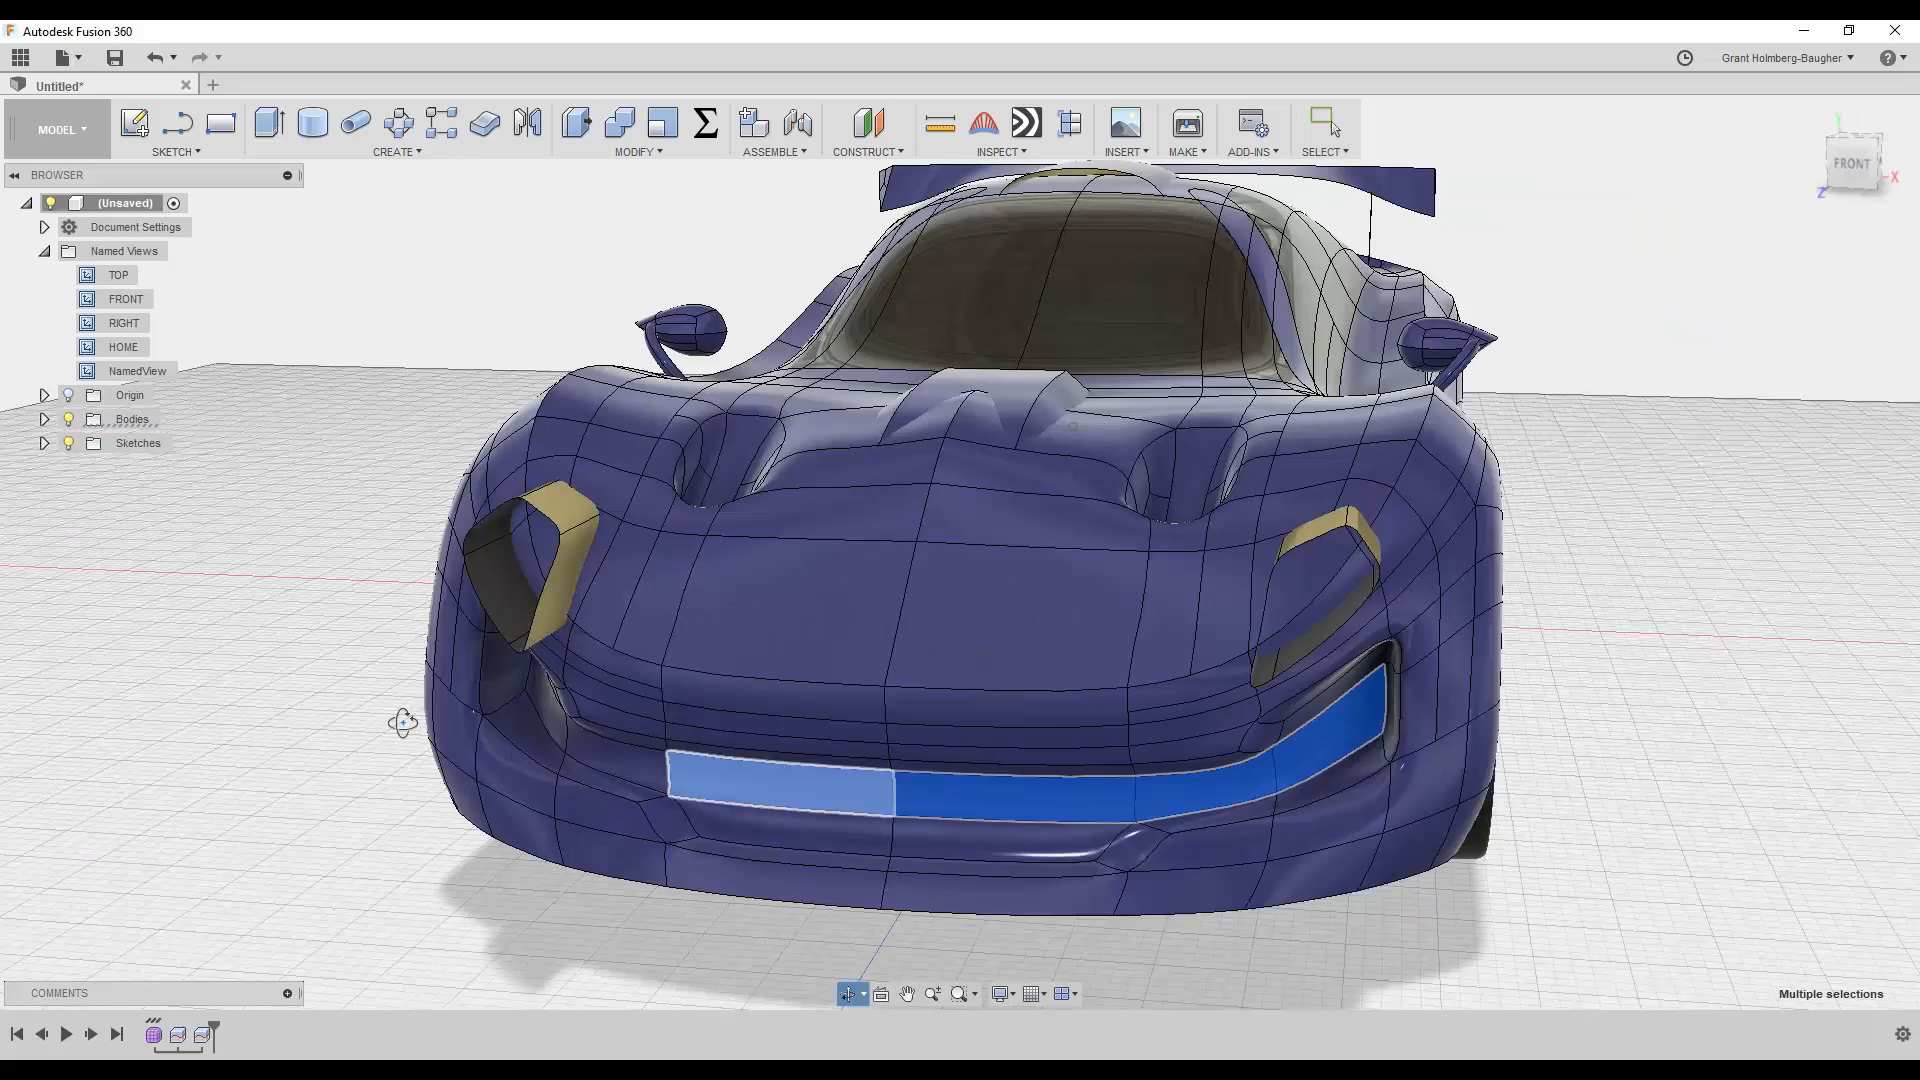 Autodesk Fusion 360
Grant Holmberg-Baugher
Untitled*
MODEL
SKETCH
CREATE
MODIFY
ASSEMBLE
CONSTRUCT
INSPECT
INSERT
MAKE
ADD-INS
SELECT
FRONT
X
Y
Z
BROWSER
(Unsaved)
Document Settings
Named Views
TOP
FRONT
RIGHT
HOME
NamedView
Origin
Bodies
Sketches
COMMENTS
Multiple selections